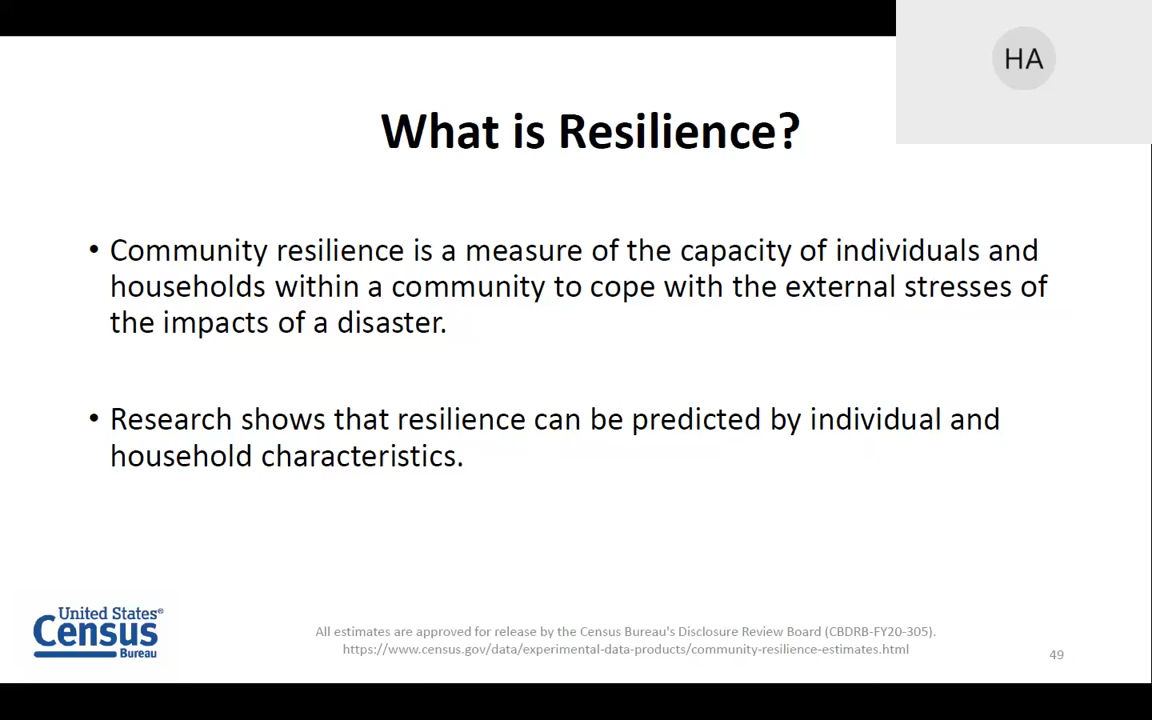 HA
What is Resilience?
• Community resilience is a measure of the capacity of individuals and
households within a community to cope with the external stresses of
the impacts of a disaster.
• Research shows that resilience can be predicted by individual and
household characteristics.
United States®
Census
Bureau
All estimates are approved for release by the Census Bureau's Disclosure Review Board (CBDRB-FY20-305).
https://www.census.gov/data/experimental-data-products/community-resilience-estimates.html
49